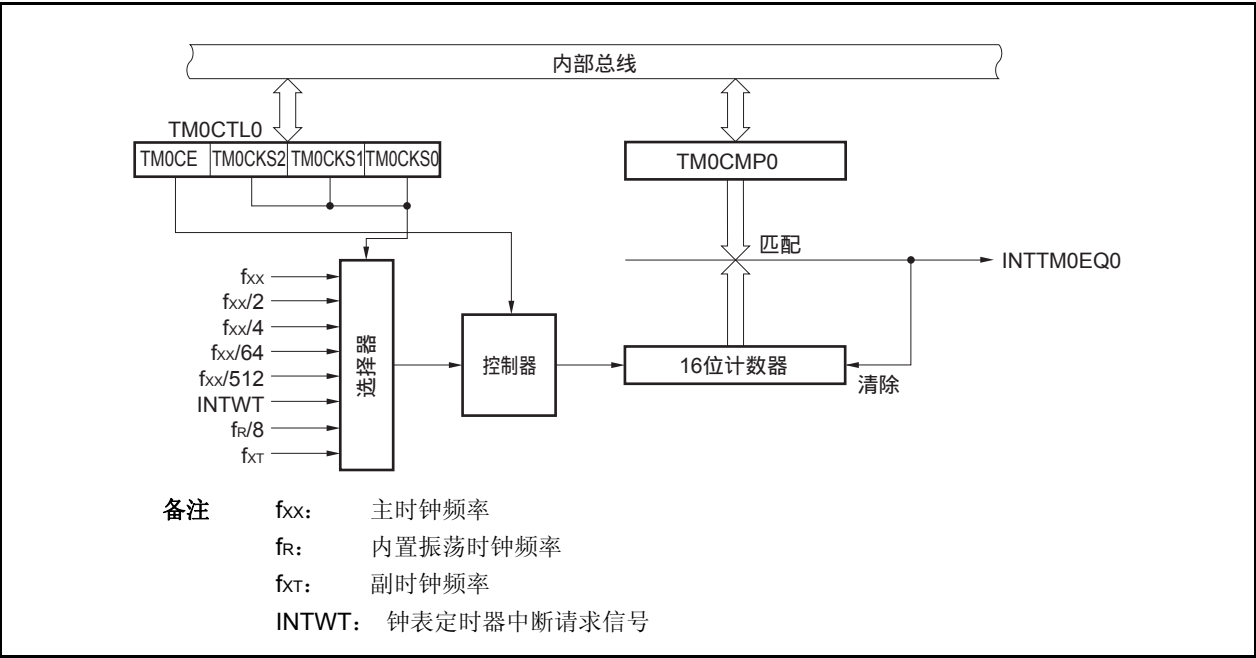 内部总线
TM0CTL0
TM0CE TM0CKS2 TM0CKS1 TM0CKS0
TM0CMP0
匹配
INTTM0EQ0
fXX
fXX/2
fXX/4
fXX/64
fXX/512
INTWT
fR/8
fXT
选择器
控制器
16位计数器
清除
备注 fXX： 主时钟频率
fR： 内置振荡时钟频率
fXT： 副时钟频率
INTWT： 钟表定时器中断请求信号